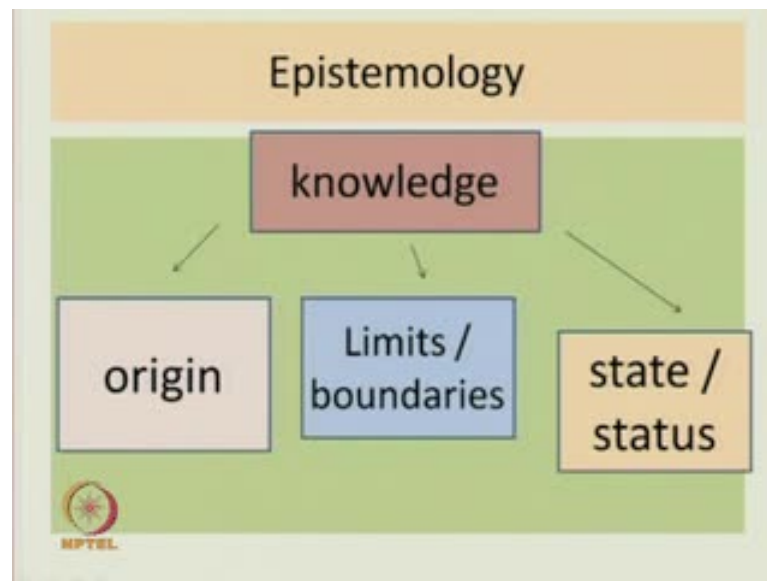 Epistemology
knowledge
origin
Limits /
boundaries
state /
status
NPTEL